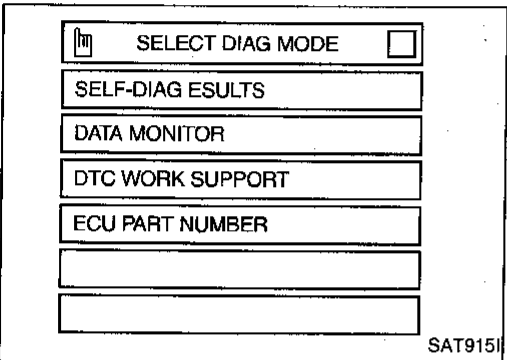 SELECT DIAG MODE
SELF-DIAG ESULTS
DATA MONITOR
DTC WORK SUPPORT
ECU PART NUMBER
SAT915I